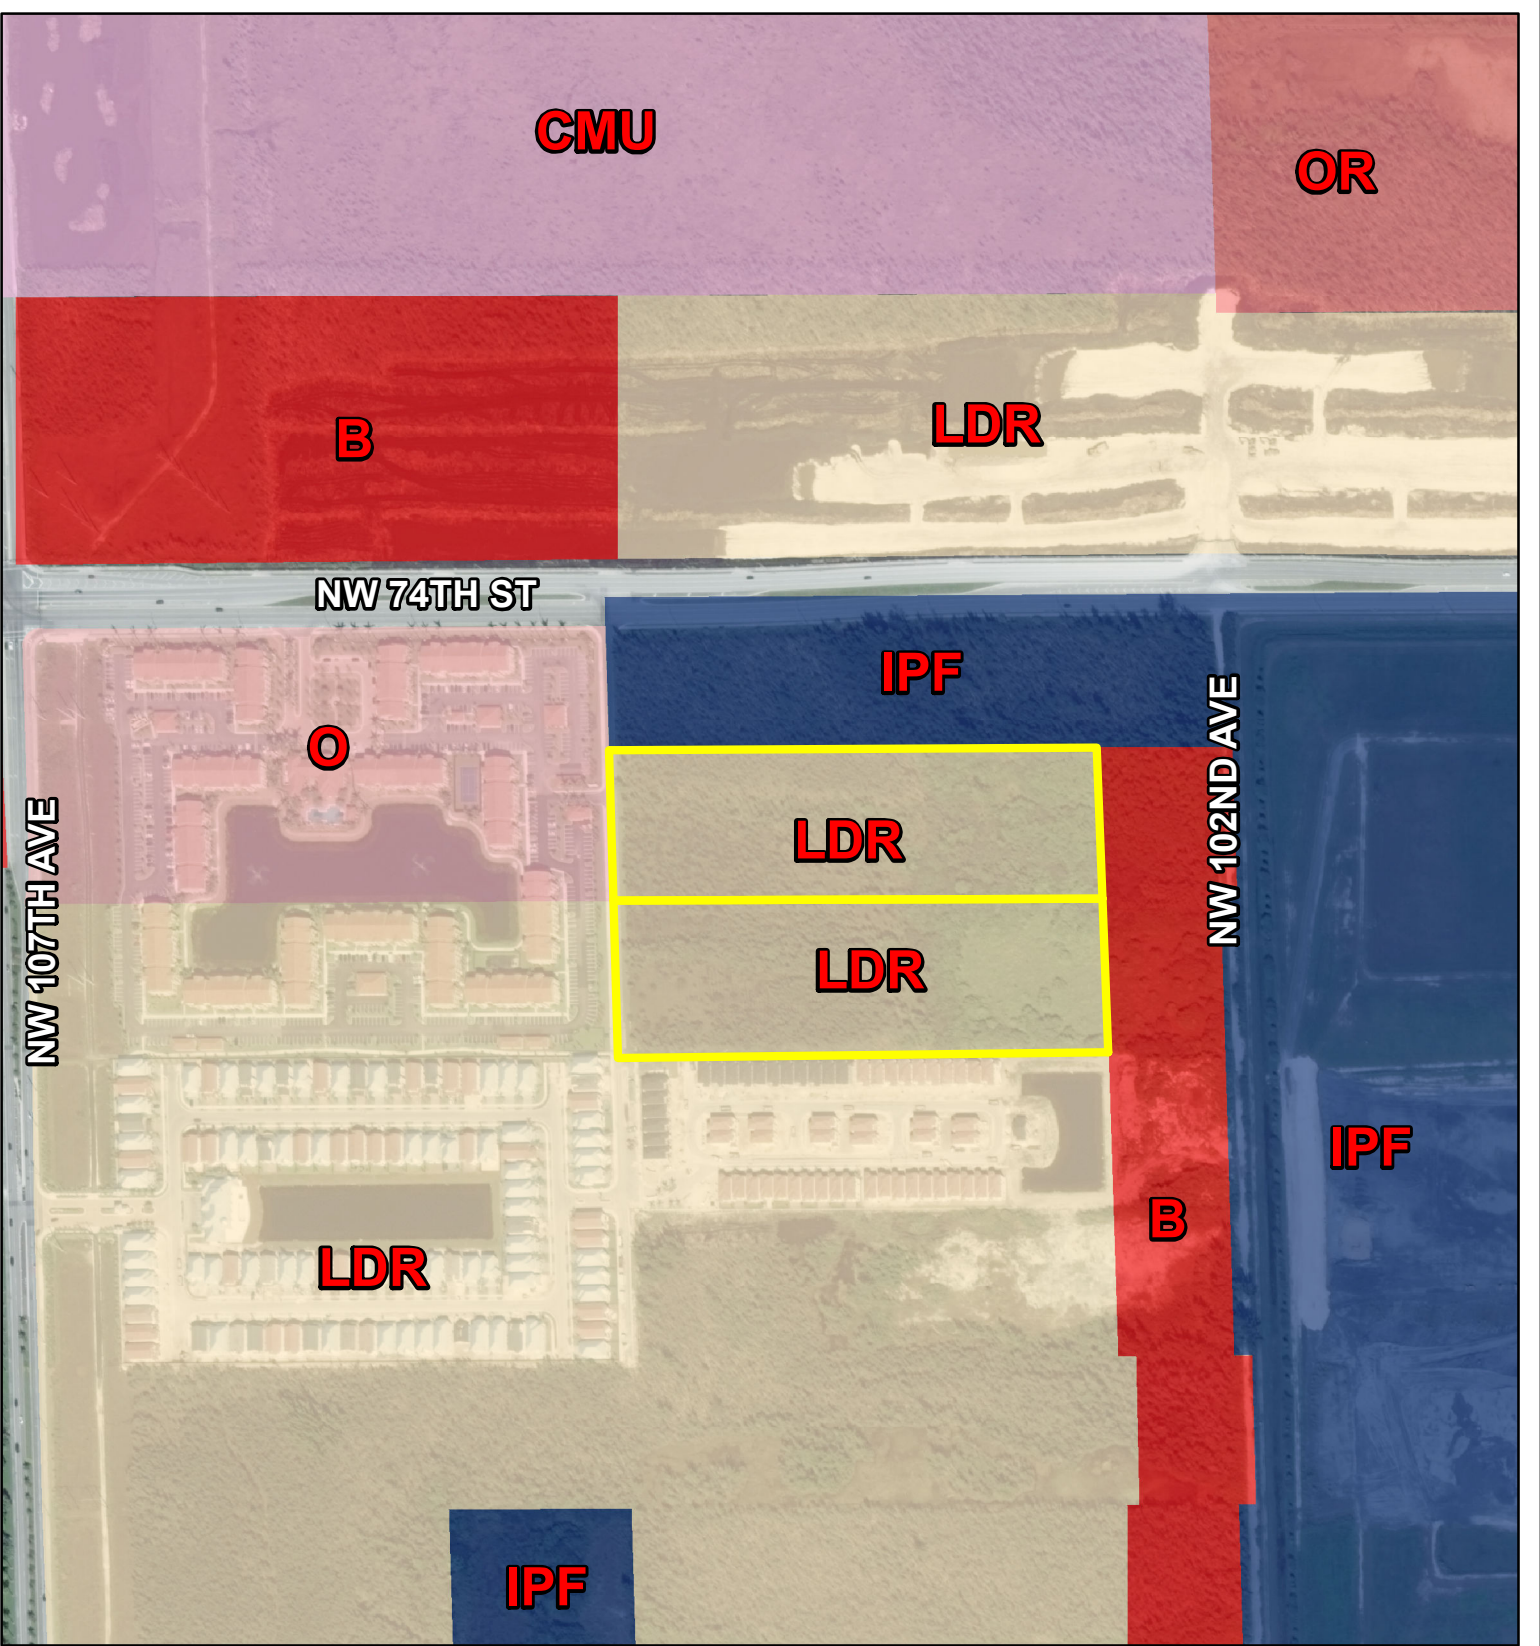 CMU
OR
B
LDR
NW 74TH ST
IPF
O
NW 102ND AVE
LDR
NW 107TH AVE
LDR
IPF
B
LDR
IPF